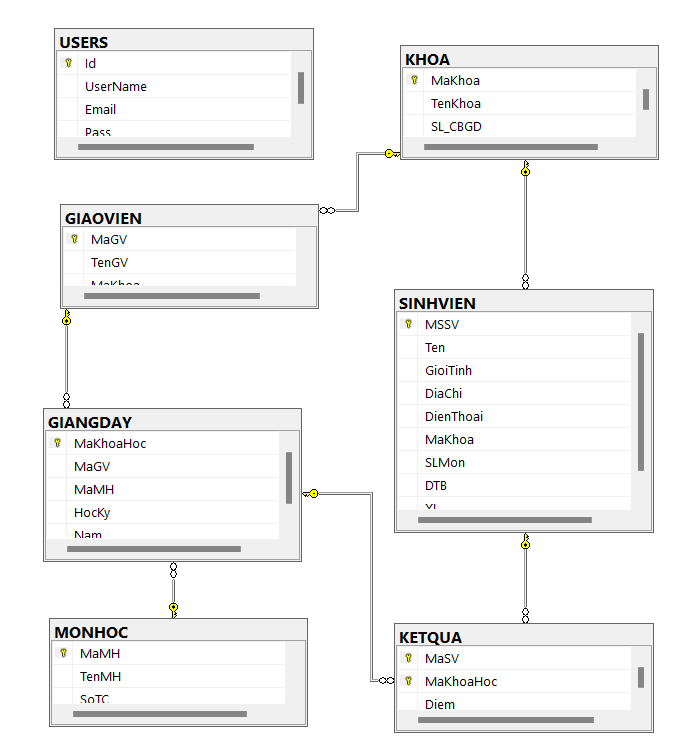 USERS
Id
UserName
Email
Pass
KHOA
MaKhoa
TenKhoa
SL_CBGD
GIAOVIEN
MaGV
TenGV
MaKhoa
SINHVIEN
MSSV
Ten
GioiTinh
DiaChi
DienThoai
MaKhoa
SLMon
DTB
GIANGDAY
MaKhoaHoc
MaGV
MaMH
HocKy
Nam
MONHOC
MaMH
TenMH
SoTC
KETQUA
MaSV
MaKhoaHoc
Diem